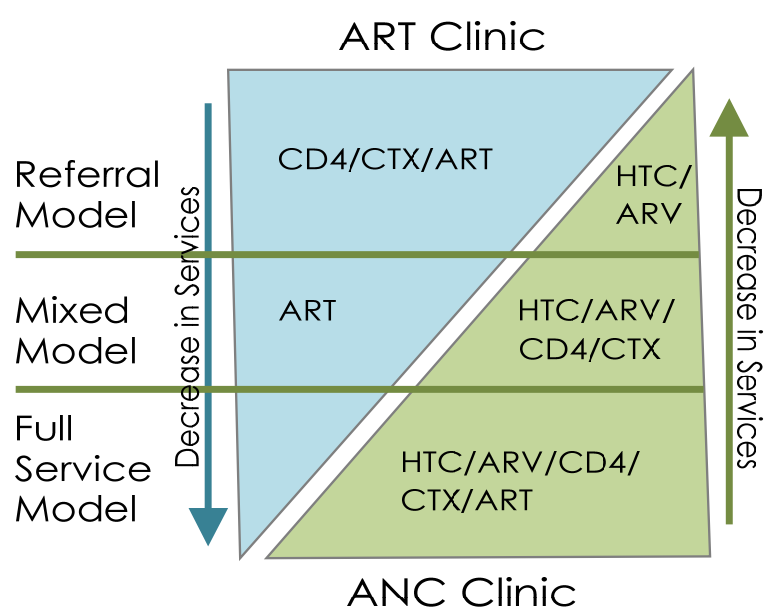 ART Clinic
Referral
Model
Decrease in Services
CD4/CTX/ART
HTC/
ARV
Decrease in Services
Mixed
Model
ART
HTC/ARV/
CD4/CTX
Full
Service
Model
HTC/ARV/CD4/
CTX/ART
ANC Clinic